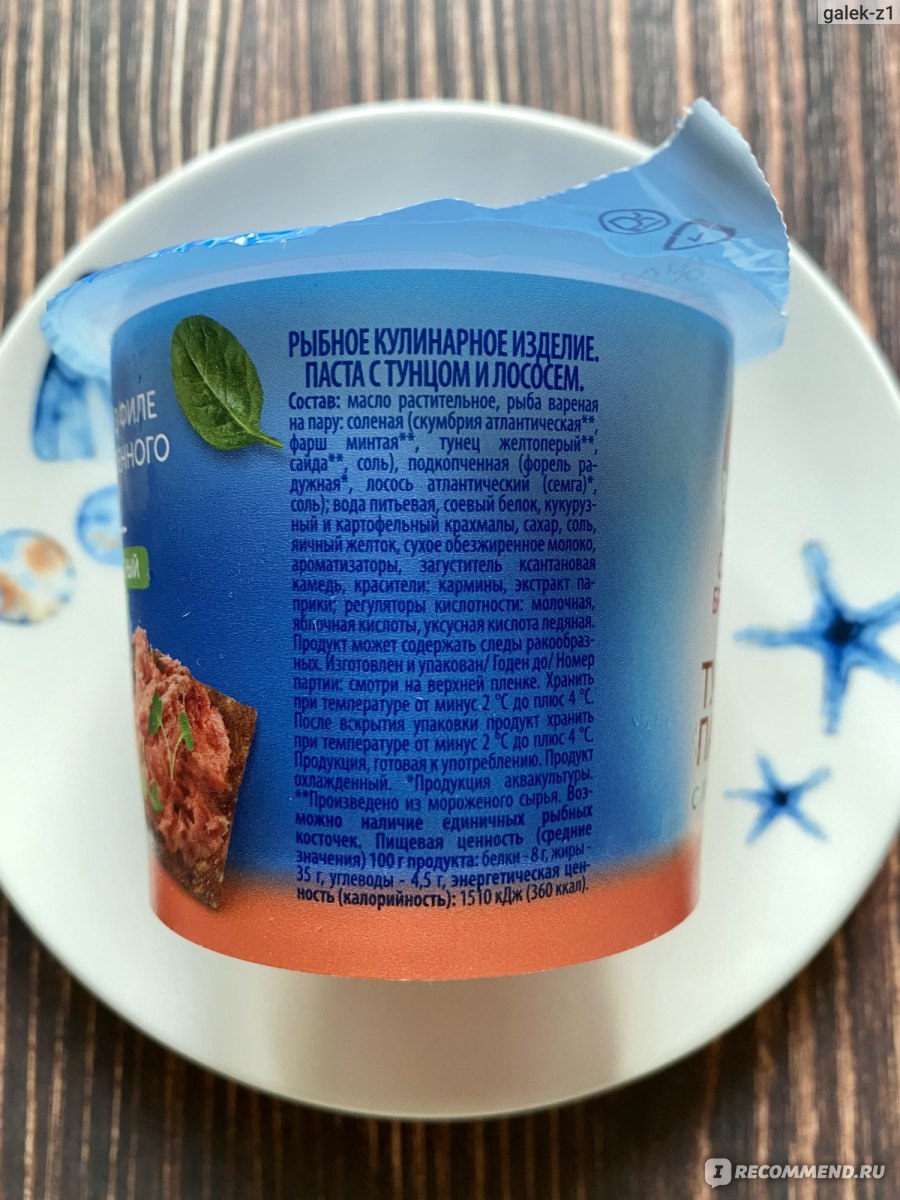 galek-z1
ФИЛЕ
ННОГО
РЫБНОЕ КУЛИНАРНОЕ ИЗДЕЛИЕ.
ПАСТА С ТУНЦОМ И ЛОСОСЕМ.
Состав: масло растительное, рыба вареная
на пару: соленая (скумбрия атлантическая**,
фарш минтая**, тунец желтоперый**,
сайда**, соль), подкопченная (форель ра-
дужная*, лосось атлантический (семга)*,
соль); вода питьевая, соевый белок, кукуруз-
ный и картофельный крахмалы, сахар, соль,
яичный желток, сухое обезжиренное молоко,
ароматизаторы, загуститель ксантановая
камедь, красители: кармины, экстракт па-
прики; регуляторы кислотности: молочная,
яблочная кислоты, уксусная кислота ледяная.
Продукт может содержать следы ракообраз-
ных. Изготовлен и упакован/ Годен до/ Номер
партии: смотри на верхней пленке. Хранить
при температуре от минус 2 °С до плюс 4 °С.
После вскрытия упаковки продукт хранить
при температуре от минус 2 °С до плюс 4 °С.
Продукция, готовая к употреблению. Продукт
охлажденный. *Продукция аквакультуры.
**Произведено из мороженого сырья. Воз-
можно наличие единичных рыбных
косточек. Пищевая ценность (средние
значения) 100 г продукта: белки - 8 г, жиры -
35 г, углеводы - 4,5 г, энергетическая цен-
ность (калорийность): 1510 кДж (360 ккал).
IRECOMMEND.RU